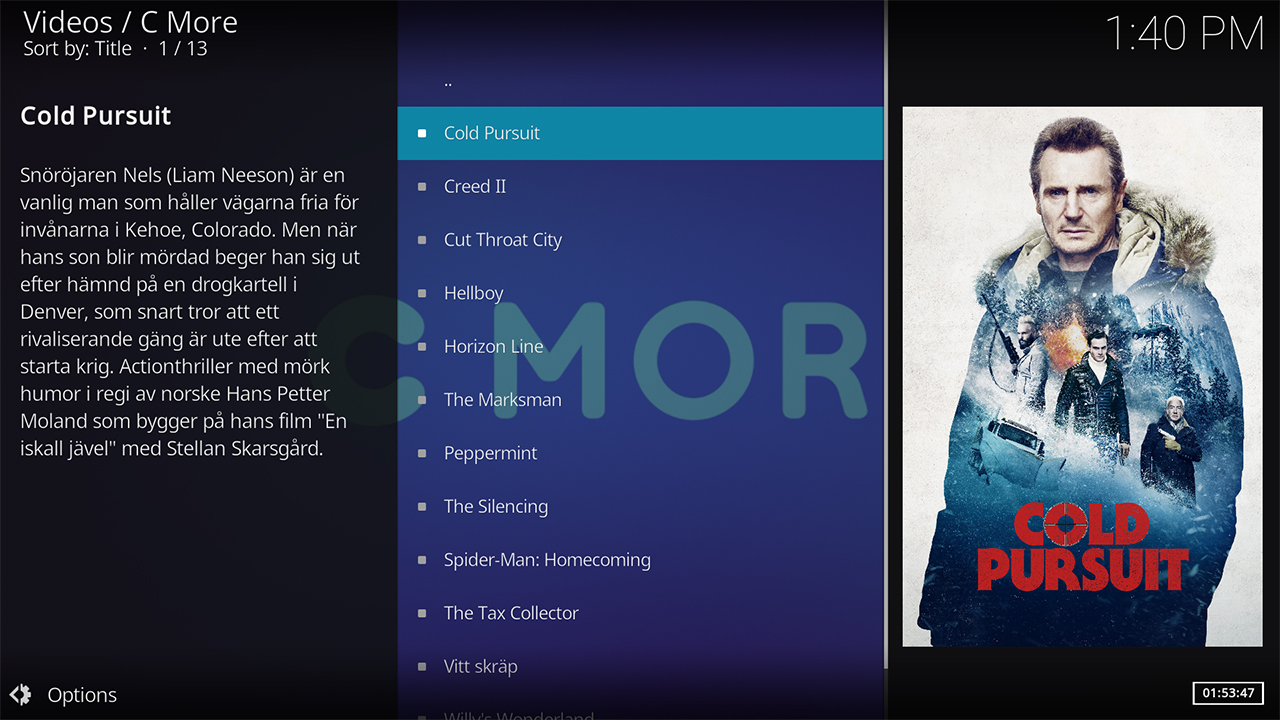 Videos / C More
Sort by: Title · 1 / 13
1:40 PM
Cold Pursuit
Snöröjaren Nels (Liam Neeson) är en
vanlig man som håller vägarna fria för
invånarna i Kehoe, Colorado. Men när
hans son blir mördad beger han sig ut
efter hämnd på en drogkartell i
Denver, som snart tror att ett
rivaliserande gäng är ute efter att
starta krig. Actionthriller med mörk
humor i regi av norske Hans Petter
Moland som bygger på hans film "En
iskall jävel" med Stellan Skarsgård.
..
Cold Pursuit
Creed II
Cut Throat City
Hellboy
Horizon Line
The Marksman
Peppermint
The Silencing
Spider-Man: Homecoming
The Tax Collector
Vitt skräp
Willy's Wonderland
C MOR
COLD
PURSUIT
Options
01:53:47